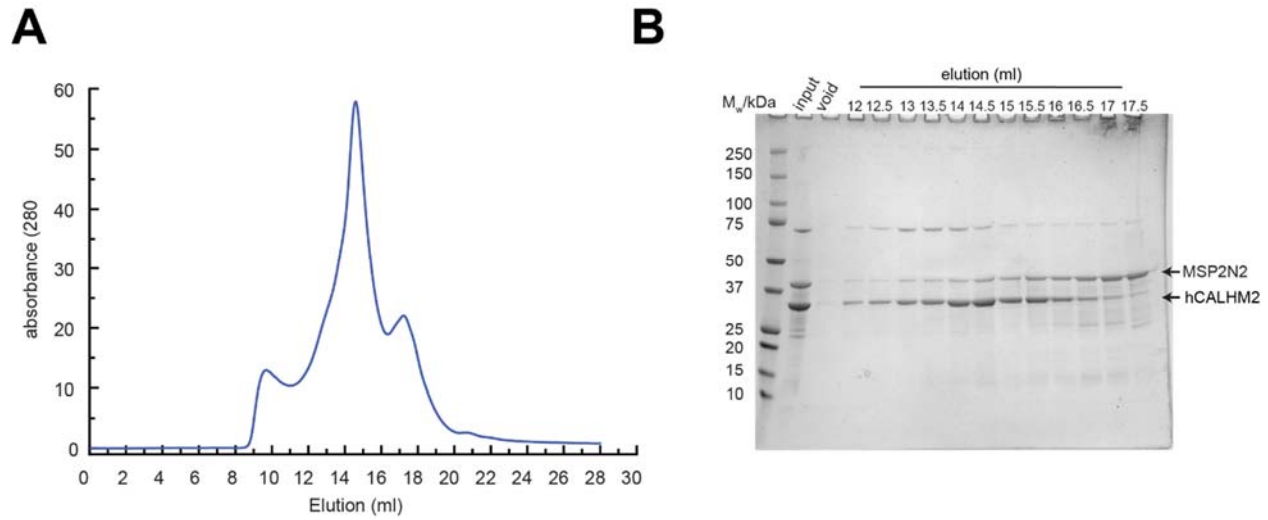 A
60
50
40
30
20
10
0
absorbance (280
0 2 4 6 8 10 12 14 16 18 20 22 24 26 28 30
Elution (ml)
B
elution (ml)
Mw/kDa input void 12 12.5 13 13.5 14 14.5 15 15.5 16 16.5 17 17.5
250
150
100
75
50
37
25
20
15
10
MSP2N2
hCALHM2